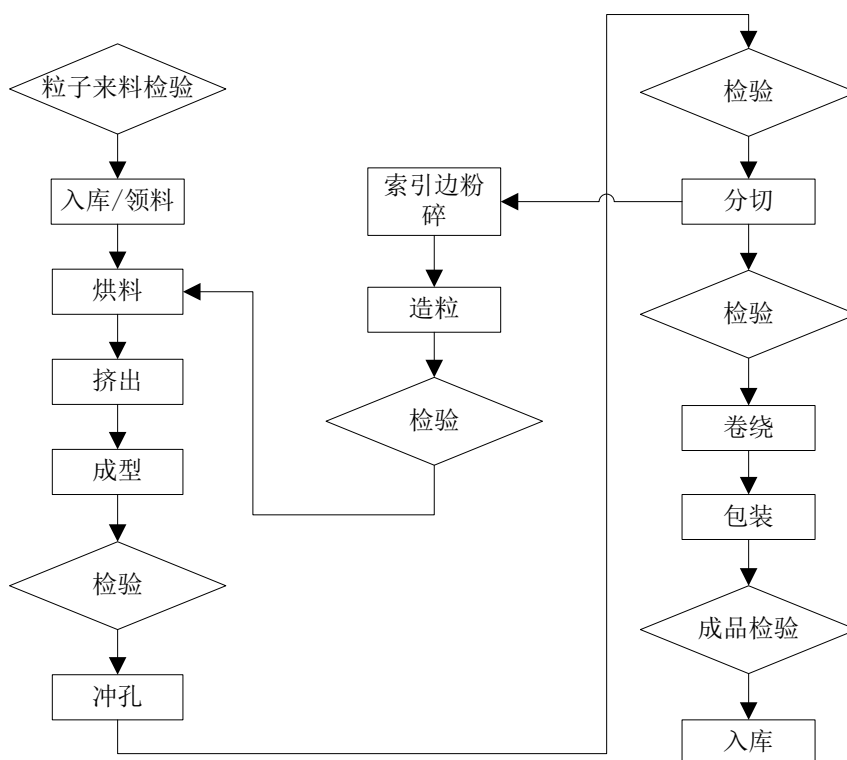 粒子来料检验
入库/领料
烘料
挤出
成型
检验
冲孔
索引边粉
碎
造粒
检验
检验
分切
检验
卷绕
包装
成品检验
入库